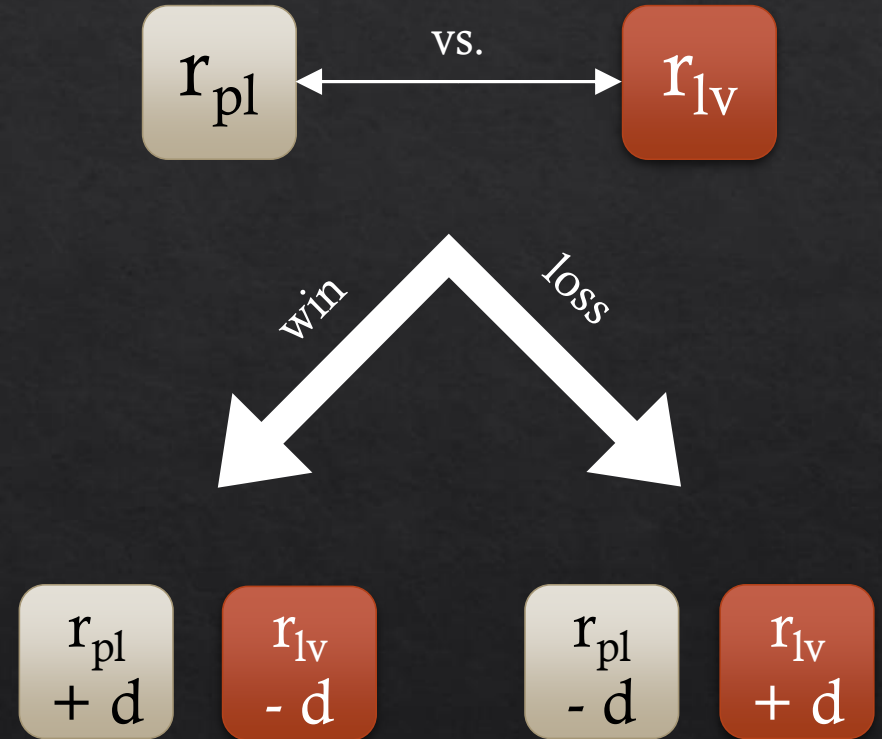 vs.
r_pl
r_lv
win
loss
r_pl
+ d
r_lv
- d
r_pl
- d
r_lv
+ d